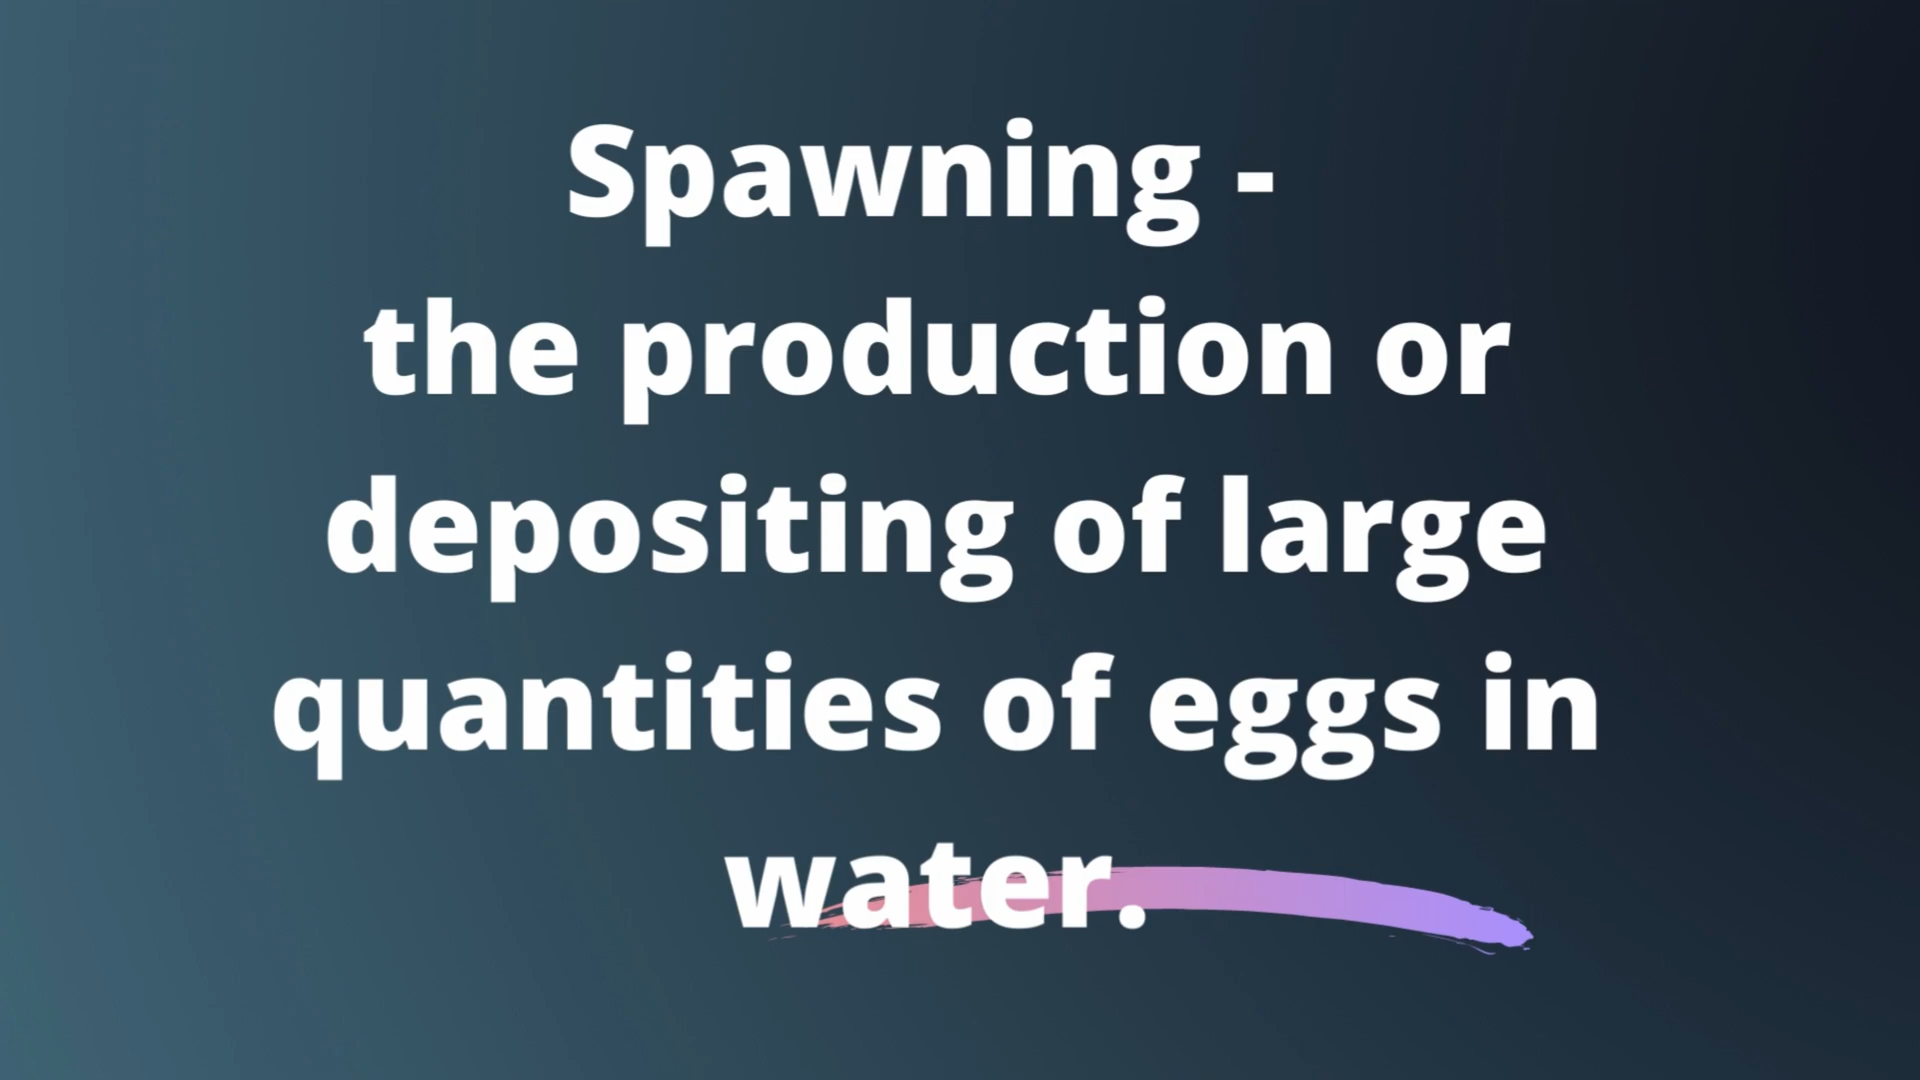 Spawning -
the production or
depositing of large
quantities of eggs in
water.